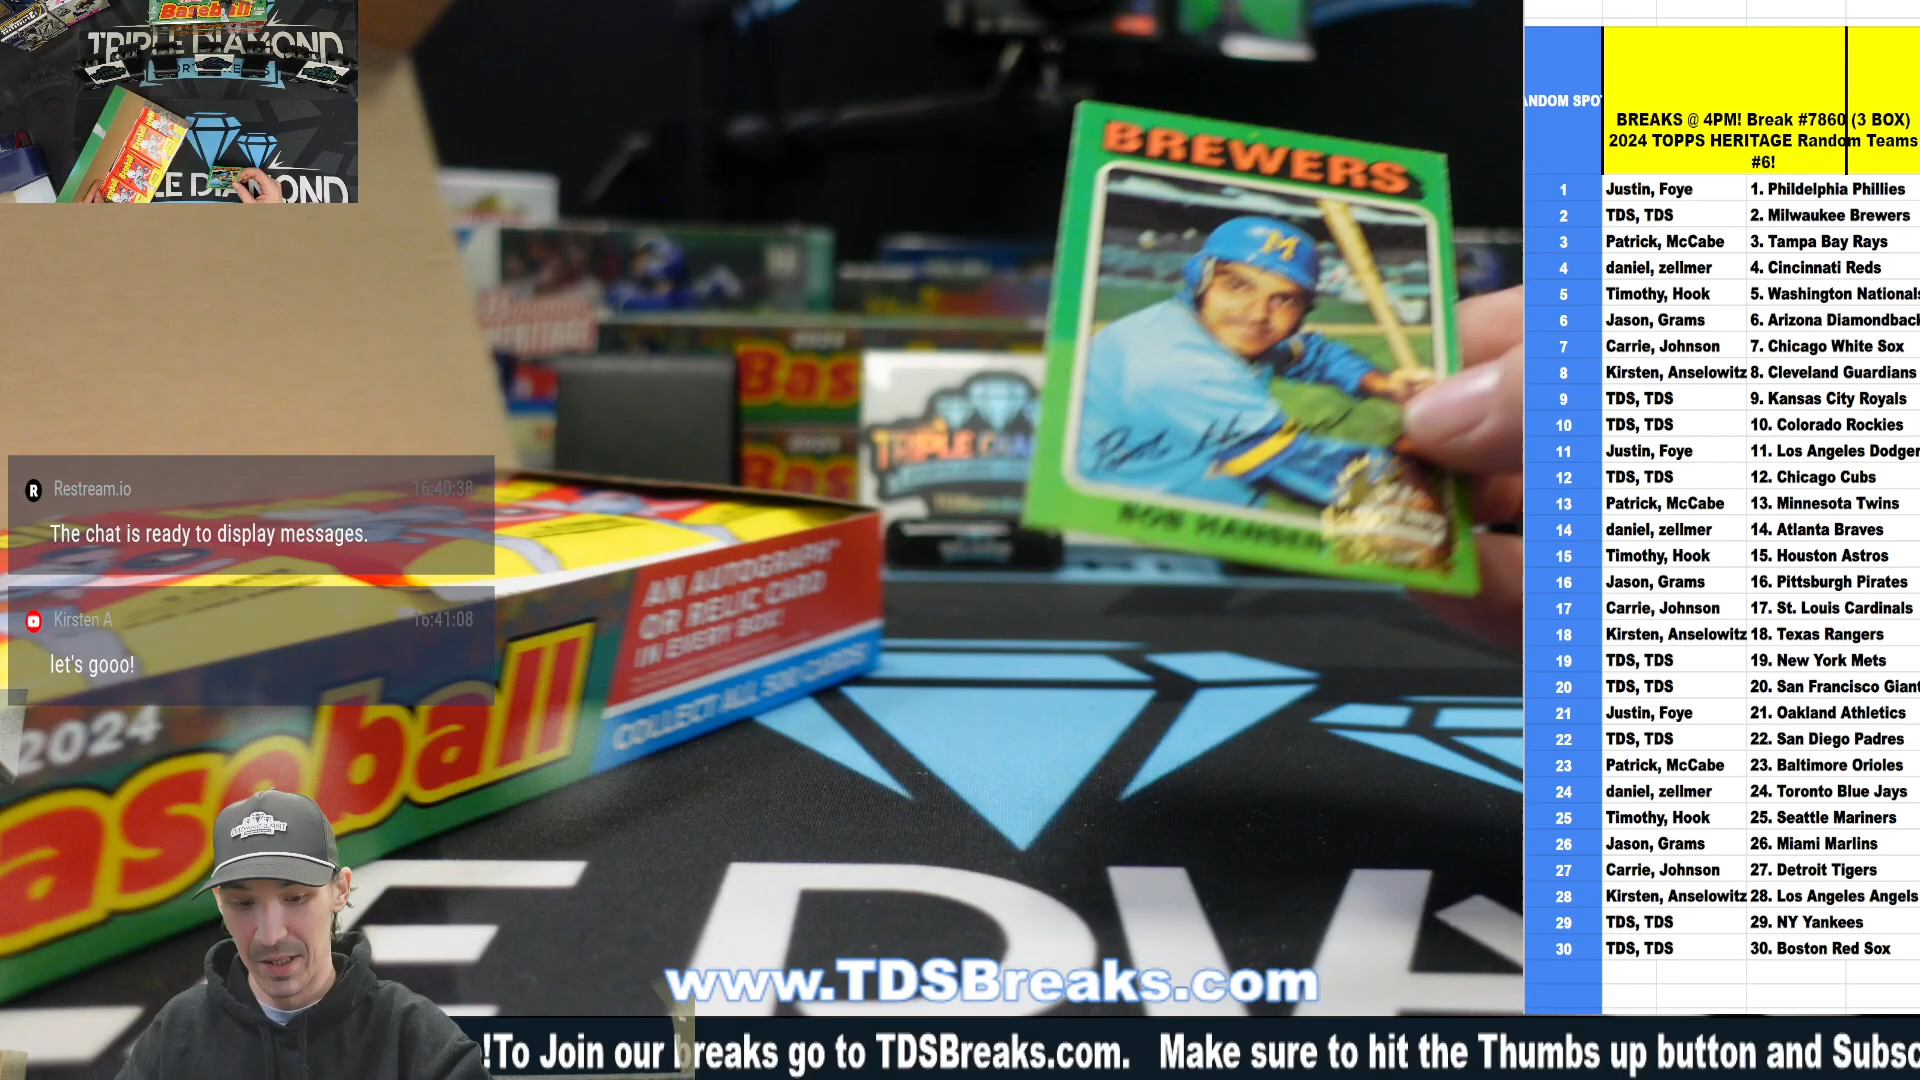 Baseball
TRIPLE DIAMOND
BREWERS
M
BOB HANSEN
TRIPLE
Restream.io 16:40:38
The chat is ready to display messages.
Kirsten A 16:41:08
let's gooo!
AN AUTOGRAPH
OR RELIC CARD
IN EVERY BOX!
COLLECT ALL 500 CARDS!
2024
aseball
www.TDSBreaks.com
!To Join our breaks go to TDSBreaks.com. Make sure to hit the Thumbs up button and Subsc
ANDOM SPO
BREAKS @ 4PM! Break #7860 (3 BOX)
2024 TOPPS HERITAGE Random Teams
#6!
1 Justin, Foye 1. Phildelphia Phillies
2 TDS, TDS 2. Milwaukee Brewers
3 Patrick, McCabe 3. Tampa Bay Rays
4 daniel, zellmer 4. Cincinnati Reds
5 Timothy, Hook 5. Washington Nationals
6 Jason, Grams 6. Arizona Diamondback
7 Carrie, Johnson 7. Chicago White Sox
8 Kirsten, Anselowitz 8. Cleveland Guardians
9 TDS, TDS 9. Kansas City Royals
10 TDS, TDS 10. Colorado Rockies
11 Justin, Foye 11. Los Angeles Dodger
12 TDS, TDS 12. Chicago Cubs
13 Patrick, McCabe 13. Minnesota Twins
14 daniel, zellmer 14. Atlanta Braves
15 Timothy, Hook 15. Houston Astros
16 Jason, Grams 16. Pittsburgh Pirates
17 Carrie, Johnson 17. St. Louis Cardinals
18 Kirsten, Anselowitz 18. Texas Rangers
19 TDS, TDS 19. New York Mets
20 TDS, TDS 20. San Francisco Giant
21 Justin, Foye 21. Oakland Athletics
22 TDS, TDS 22. San Diego Padres
23 Patrick, McCabe 23. Baltimore Orioles
24 daniel, zellmer 24. Toronto Blue Jays
25 Timothy, Hook 25. Seattle Mariners
26 Jason, Grams 26. Miami Marlins
27 Carrie, Johnson 27. Detroit Tigers
28 Kirsten, Anselowitz 28. Los Angeles Angels
29 TDS, TDS 29. NY Yankees
30 TDS, TDS 30. Boston Red Sox